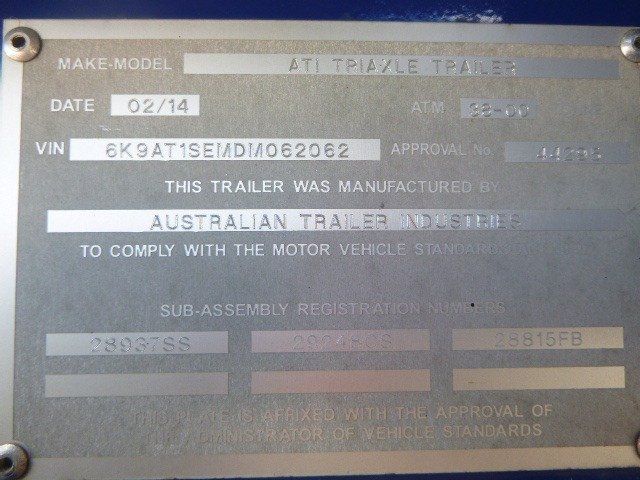 MAKE-MODEL ATI TRIAXLE TRAILER
DATE 02/14 ATM
VIN 6K9AT1SEMDM062062 APPROVAL No.
THIS TRAILER WAS MANUFACTURED BY
AUSTRALIAN TRAILER INDUSTRIES
TO COMPLY WITH THE MOTOR VEHICLE STANDARDS
SUB-ASSEMBLY REGISTRATION NUMBERS
28937SS 28815FB
THIS PLATE IS AFFIXED WITH THE APPROVAL OF
THE ADMINISTRATOR OF VEHICLE STANDARDS